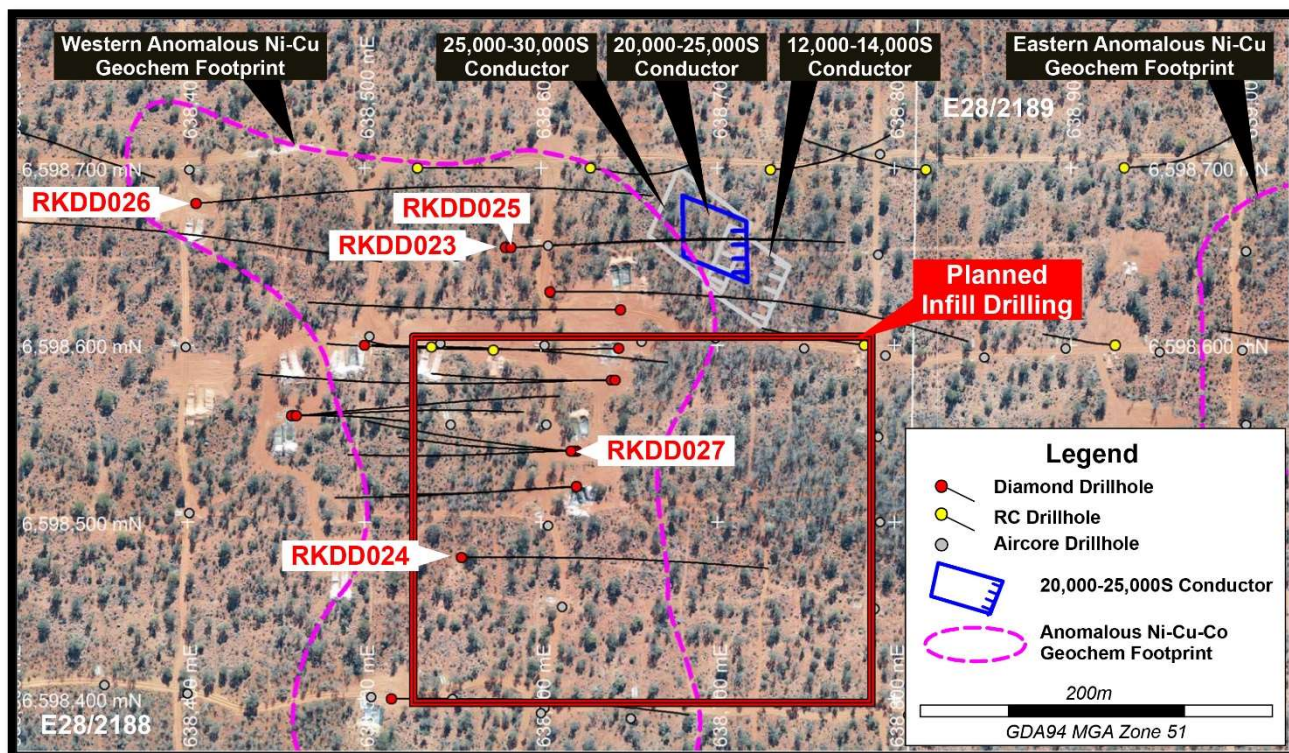 Western Anomalous Ni-Cu
Geochem Footprint
25,000-30,000S
Conductor
20,000-25,000S
Conductor
12,000-14,000S
Conductor
Eastern Anomalous Ni-Cu
Geochem Footprint
E28/2189
638,500 mE
6,598,700 mN
6,598,700 mN
RKDD026
RKDD025
RKDD023
Planned
Infill Drilling
6,598,600 mN
6,598,600 mN
RKDD027
6,598,500 mN
RKDD024
6,598,400 mN
638,400 mE
E28/2188
Legend
Diamond Drillhole
RC Drillhole
Aircore Drillhole
20,000-25,000S Conductor
Anomalous Ni-Cu-Co
Geochem Footprint
200m
GDA94 MGA Zone 51